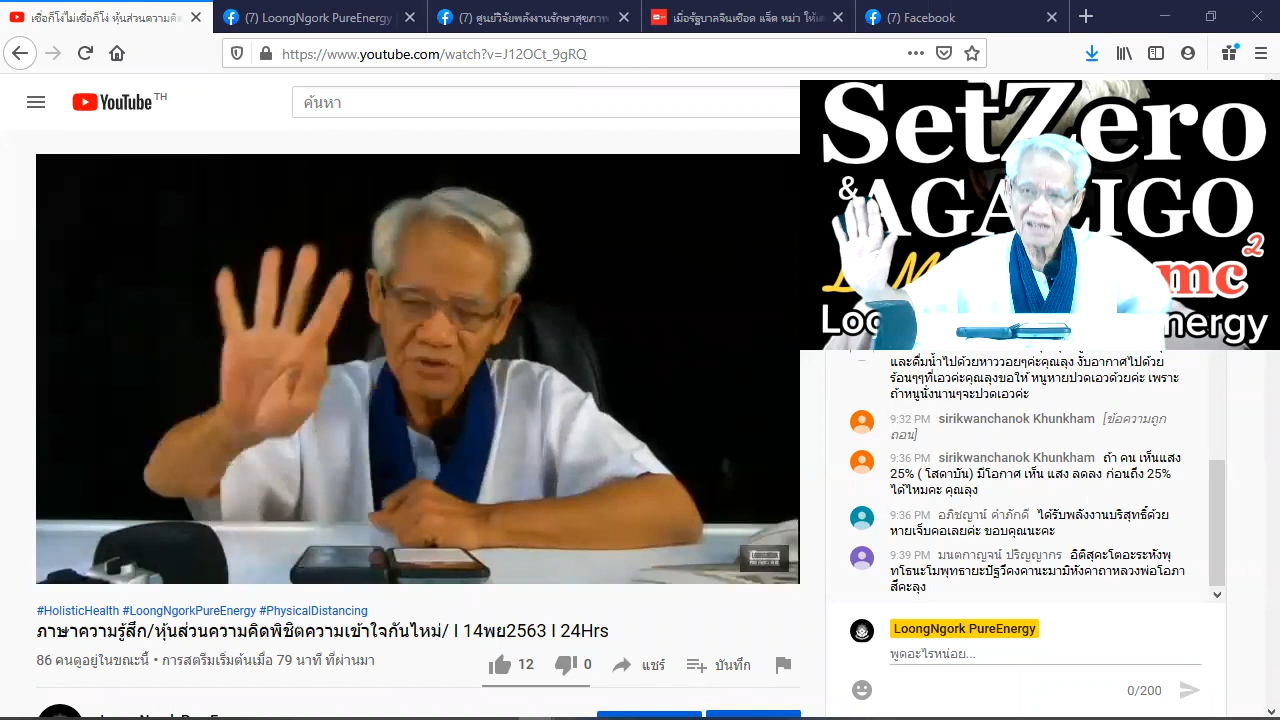 เชื่อก็โง่ไม่เชื่อก็โง่ หุ้นส่วนความคิด
(7) LoongNgork PureEnergy |
(7) ศูนย์วิจัยพลังงานรักษาสุขภาพ
เมื่อรัฐบาลจีนเชือด แจ็ค หม่า ให้
(7) Facebook
https://www.youtube.com/watch?v=J12OCt_9gRQ
YouTube TH
ค้นหา
SetZero
& AGALIGO
mc²
และดื่มน้ำไปด้วยหาววอยๆค่ะคุณลุง งับอากาศไปด้วย
ร้อนๆๆที่เอวค่ะคุณลุงขอให้ หนูหายปวดเอวด้วยค่ะ เพราะ
ถ้าหนูนั่งนานๆจะปวดเอวค่ะ
9:32 PM sirikwanchanok Khunkham [ข้อความถูก
ถอน]
9:36 PM sirikwanchanok Khunkham ถ้า คน เห็นแสง
25% ( โสดาบัน) มีโอกาศ เห็น แสง ลดลง ก่อนถึง 25%
ได้ไหมคะ คุณลุง
9:36 PM อภิชญาน์ คำภักดี ได้รับพลังงานบริสุทธิ์ด้วย
หายเจ็บคอเลยค่ะ ขอบคุณนะคะ
9:39 PM มนตกาญจน์ ปริญญากร อิติสุคะโตอะระหังพุ
ทโธนะโมพุทธายะปัฐวีคงคานะมามิหังคาถาหลวงพ่อโอภา
สีคะลุง
LoongNgork PureEnergy
พูดอะไรหน่อย...
0/200
#HolisticHealth #LoongNgorkPureEnergy #PhysicalDistancing
ภาษาความรู้สึก/หุ้นส่วนความคิดพิชิตความเข้าใจกันไหม่/ l 14พย2563 l 24Hrs
86 คนดูอยู่ในขณะนี้ • การสตรีมเริ่มต้นเมื่อ 79 นาที ที่ผ่านมา
12
0
แชร์
บันทึก